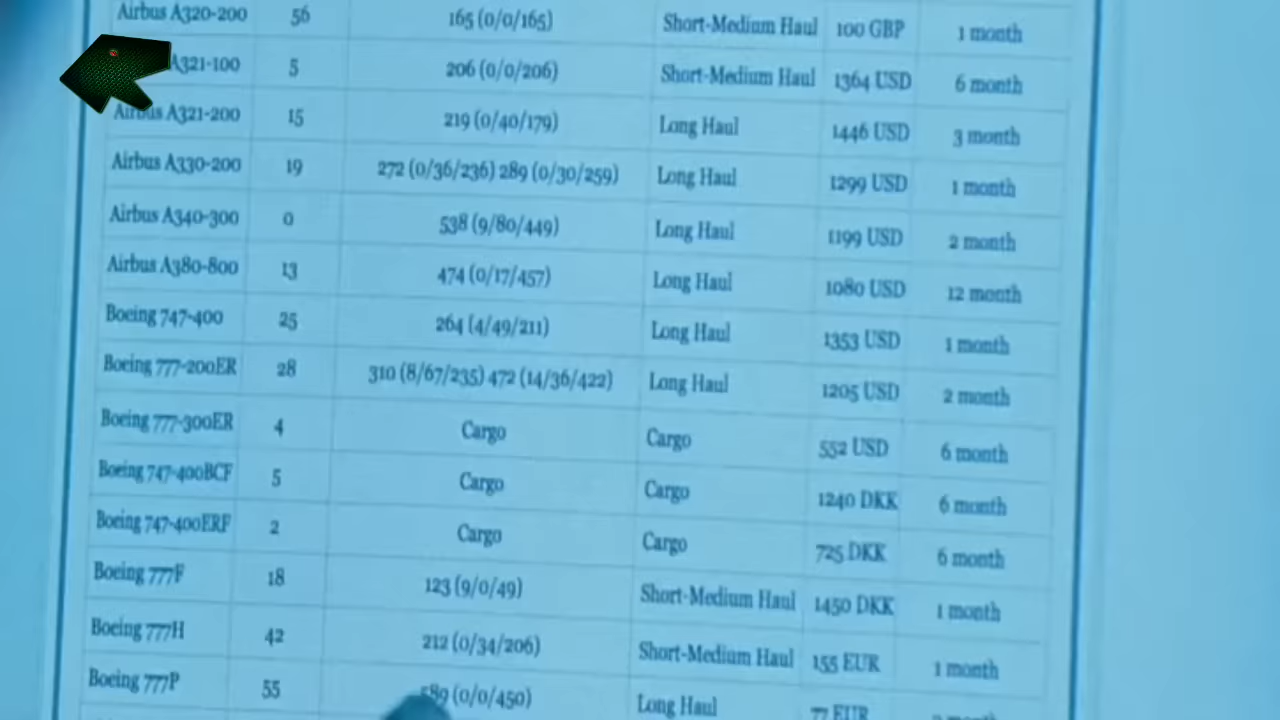 Airbus A320-200 56 165 (0/0/165) Short-Medium Haul 100 GBP 1 month
A321-100 5 206 (0/0/206) Short-Medium Haul 1364 USD 6 month
Airbus A321-200 15 219 (0/40/179) Long Haul 1446 USD 3 month
Airbus A330-200 19 272 (0/36/236) 289 (0/30/259) Long Haul 1299 USD 1 month
Airbus A340-300 0 538 (9/80/449) Long Haul 1199 USD 2 month
Airbus A380-800 13 474 (0/17/457) Long Haul 1080 USD 12 month
Boeing 747-400 25 264 (4/49/211) Long Haul 1353 USD 1 month
Boeing 777-200ER 28 310 (8/67/235) 472 (14/36/422) Long Haul 1205 USD 2 month
Boeing 777-300ER 4 Cargo Cargo 552 USD 6 month
Boeing 747-400BCF 5 Cargo Cargo 1240 DKK 6 month
Boeing 747-400ERF 2 Cargo Cargo 725 DKK 6 month
Boeing 777F 18 123 (9/0/49) Short-Medium Haul 1450 DKK 1 month
Boeing 777H 42 212 (0/34/206) Short-Medium Haul 155 EUR 1 month
Boeing 777P 55 (0/0/450) Long Haul 77 EUR month